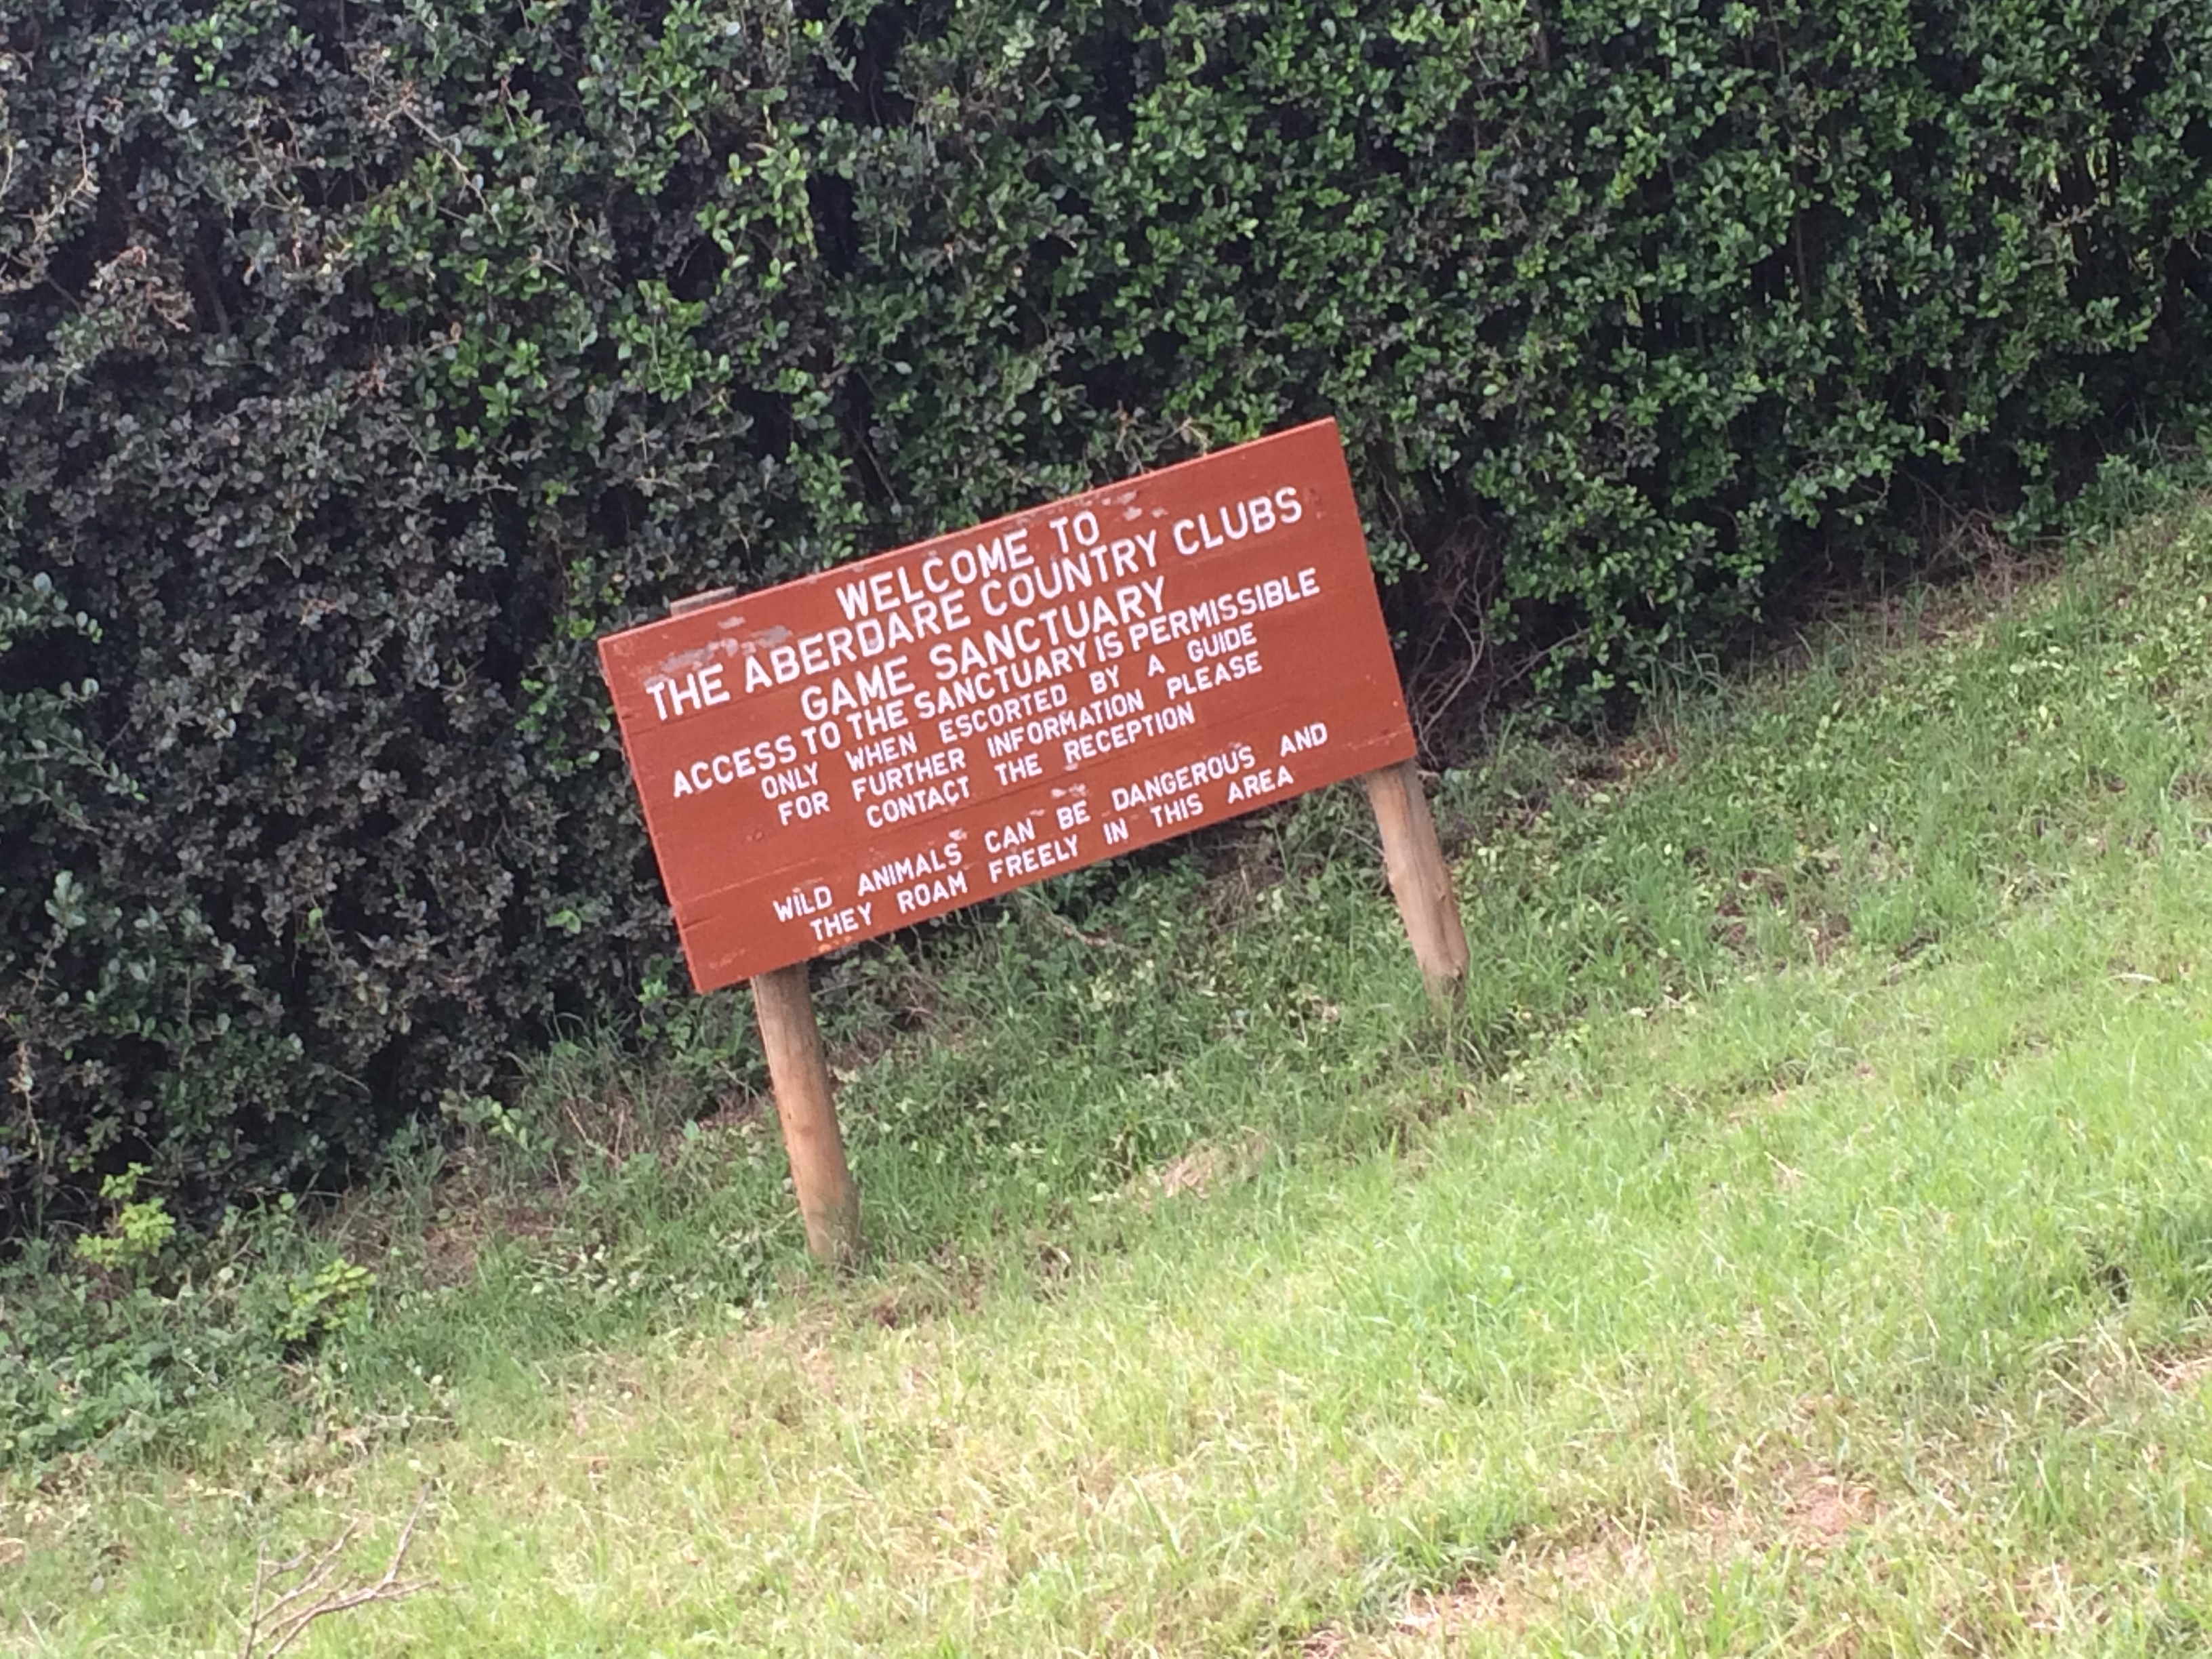 WELCOME TO
THE ABERDARE COUNTRY CLUBS
GAME SANCTUARY
ACCESS TO THE SANCTUARY IS PERMISSIBLE
ONLY WHEN ESCORTED BY A GUIDE
FOR FURTHER INFORMATION PLEASE
CONTACT THE RECEPTION
WILD ANIMALS CAN BE DANGEROUS AND
THEY ROAM FREELY IN THIS AREA